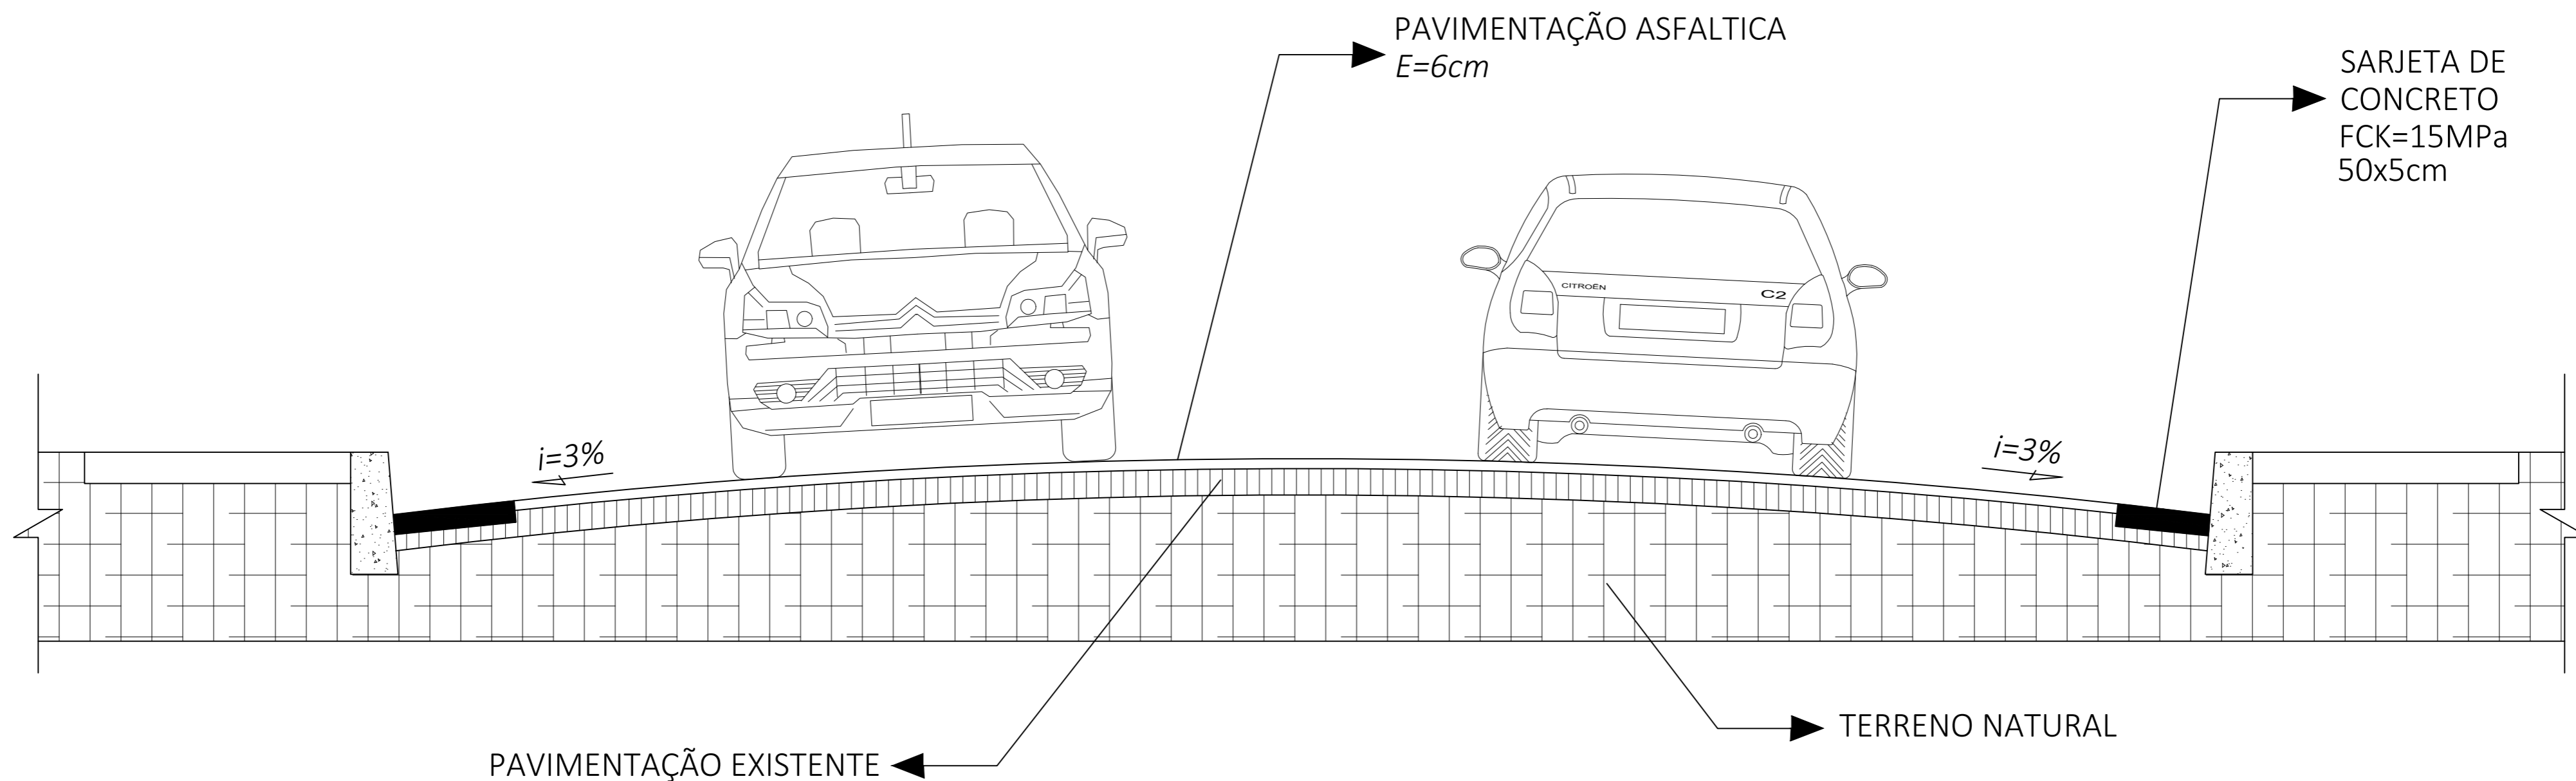 PAVIMENTAÇÃO ASFALTICA
E=6cm
SARJETA DE
CONCRETO
FCK=15MPa
50x5cm
CITROËN
C2
i=3%
i=3%
TERRENO NATURAL
PAVIMENTAÇÃO EXISTENTE